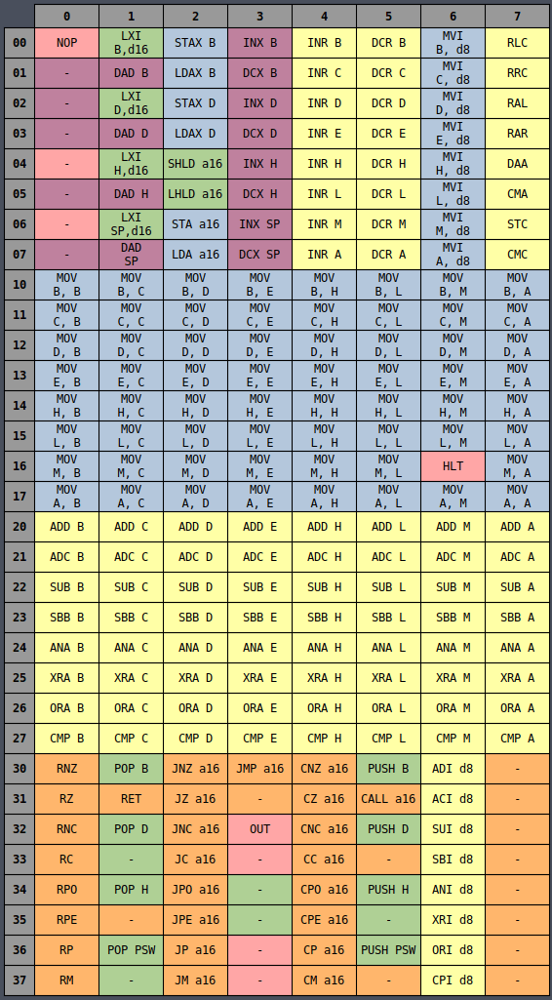 0 1 2 3 4 5 6 7
00 NOP LXI B,d16 STAX B INX B INR B DCR B MVI B, d8 RLC
01 - DAD B LDAX B DCX B INR C DCR C MVI C, d8 RRC
02 - LXI D,d16 STAX D INX D INR D DCR D MVI D, d8 RAL
03 - DAD D LDAX D DCX D INR E DCR E MVI E, d8 RAR
04 - LXI H,d16 SHLD a16 INX H INR H DCR H MVI H, d8 DAA
05 - DAD H LHLD a16 DCX H INR L DCR L MVI L, d8 CMA
06 - LXI SP,d16 STA a16 INX SP INR M DCR M MVI M, d8 STC
07 - DAD SP LDA a16 DCX SP INR A DCR A MVI A, d8 CMC
10 MOV B, B MOV B, C MOV B, D MOV B, E MOV B, H MOV B, L MOV B, M MOV B, A
11 MOV C, B MOV C, C MOV C, D MOV C, E MOV C, H MOV C, L MOV C, M MOV C, A
12 MOV D, B MOV D, C MOV D, D MOV D, E MOV D, H MOV D, L MOV D, M MOV D, A
13 MOV E, B MOV E, C MOV E, D MOV E, E MOV E, H MOV E, L MOV E, M MOV E, A
14 MOV H, B MOV H, C MOV H, D MOV H, E MOV H, H MOV H, L MOV H, M MOV H, A
15 MOV L, B MOV L, C MOV L, D MOV L, E MOV L, H MOV L, L MOV L, M MOV L, A
16 MOV M, B MOV M, C MOV M, D MOV M, E MOV M, H MOV M, L HLT MOV M, A
17 MOV A, B MOV A, C MOV A, D MOV A, E MOV A, H MOV A, L MOV A, M MOV A, A
20 ADD B ADD C ADD D ADD E ADD H ADD L ADD M ADD A
21 ADC B ADC C ADC D ADC E ADC H ADC L ADC M ADC A
22 SUB B SUB C SUB D SUB E SUB H SUB L SUB M SUB A
23 SBB B SBB C SBB D SBB E SBB H SBB L SBB M SBB A
24 ANA B ANA C ANA D ANA E ANA H ANA L ANA M ANA A
25 XRA B XRA C XRA D XRA E XRA H XRA L XRA M XRA A
26 ORA B ORA C ORA D ORA E ORA H ORA L ORA M ORA A
27 CMP B CMP C CMP D CMP E CMP H CMP L CMP M CMP A
30 RNZ POP B JNZ a16 JMP a16 CNZ a16 PUSH B ADI d8 -
31 RZ RET JZ a16 - CZ a16 CALL a16 ACI d8 -
32 RNC POP D JNC a16 OUT CNC a16 PUSH D SUI d8 -
33 RC - JC a16 - CC a16 - SBI d8 -
34 RPO POP H JPO a16 - CPO a16 PUSH H ANI d8 -
35 RPE - JPE a16 - CPE a16 - XRI d8 -
36 RP POP PSW JP a16 - CP a16 PUSH PSW ORI d8 -
37 RM - JM a16 - CM a16 - CPI d8 -